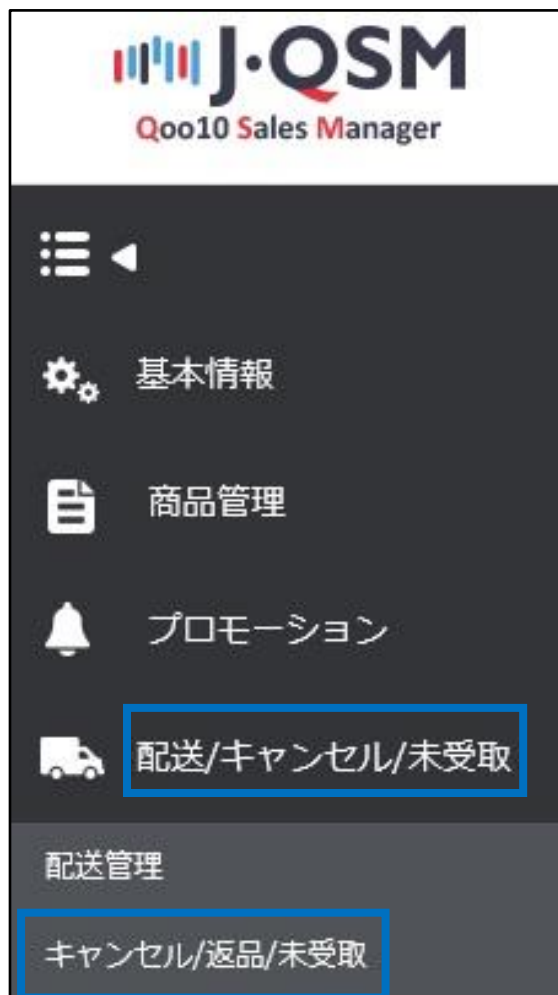 J·QSM
Qoo10 Sales Manager
基本情報
商品管理
プロモーション
配送/キャンセル/未受取
配送管理
キャンセル/返品/未受取